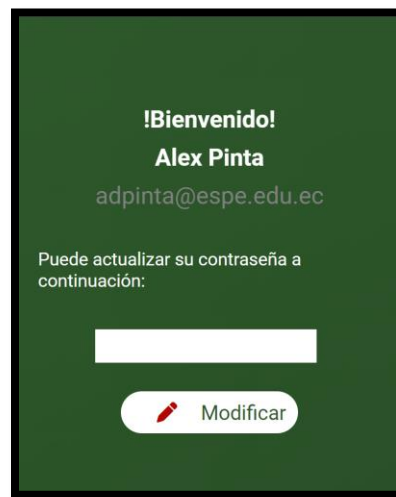 !Bienvenido!
Alex Pinta
adpinta@espe.edu.ec
Puede actualizar su contraseña a
continuación:
Modificar